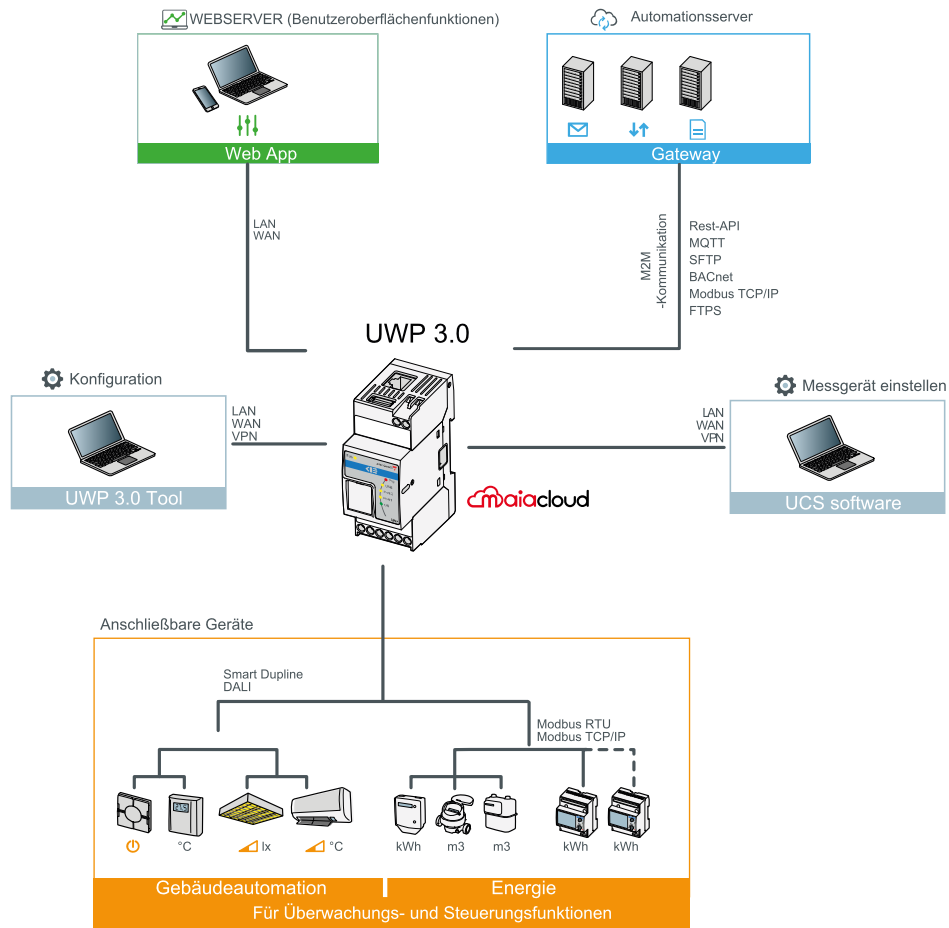 WEBSERVER (Benutzeroberflächenfunktionen)
Automationsserver
Web App
Gateway
LAN
WAN
M2M
-Kommunikation
Rest-API
MQTT
SFTP
BACnet
Modbus TCP/IP
FTPS
UWP 3.0
Konfiguration
Messgerät einstellen
LAN
WAN
VPN
LAN
WAN
VPN
UWP 3.0 Tool
maiacloud
UCS software
Anschließbare Geräte
Smart Dupline
DALI
Modbus RTU
Modbus TCP/IP
°C
lx
°C
kWh
m3
m3
kWh
kWh
Gebäudeautomation
Energie
Für Überwachungs- und Steuerungsfunktionen